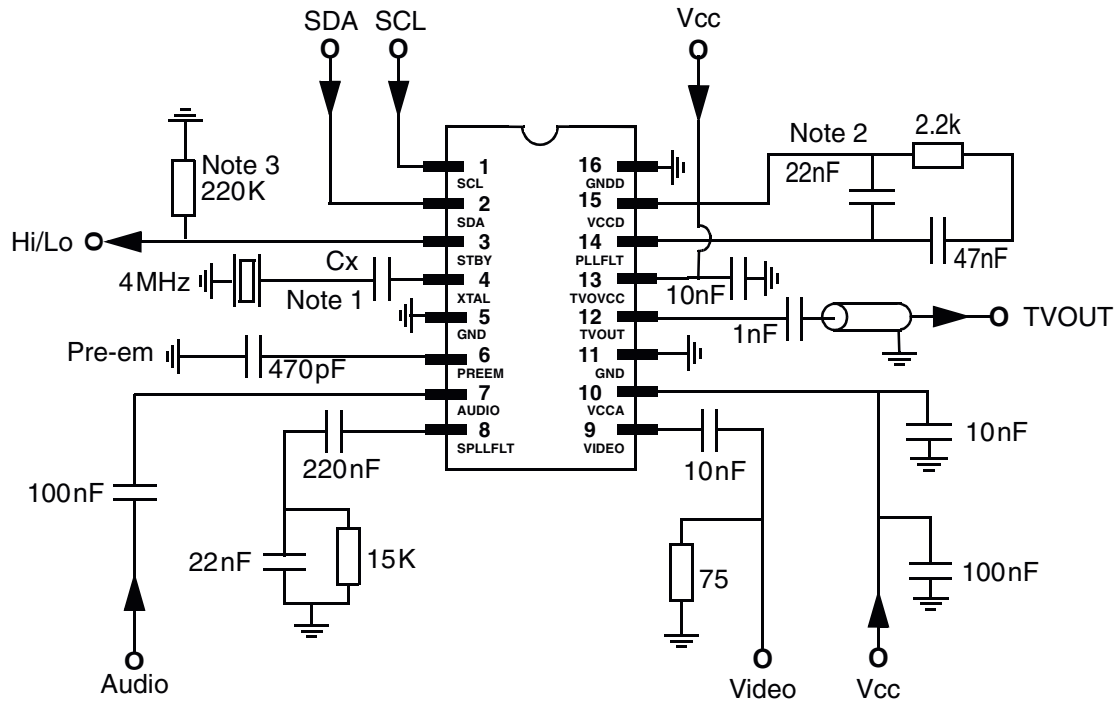 SDA SCL
Vcc
Note 3
220K
Hi/Lo
4MHz
Cx
Note 1
Pre-em
470pF
220nF
100nF
22nF
15K
Audio
1
SCL
2
SDA
3
STBY
4
XTAL
5
GND
6
PREEM
7
AUDIO
8
SPLLFLT
16
GNDD
15
VCCD
14
PLLFLT
13
TVOVCC
12
TVOUT
11
GND
10
VCCA
9
VIDEO
Note 2
2.2k
22nF
47nF
10nF
1nF
TVOUT
10nF
10nF
75
100nF
Video
Vcc